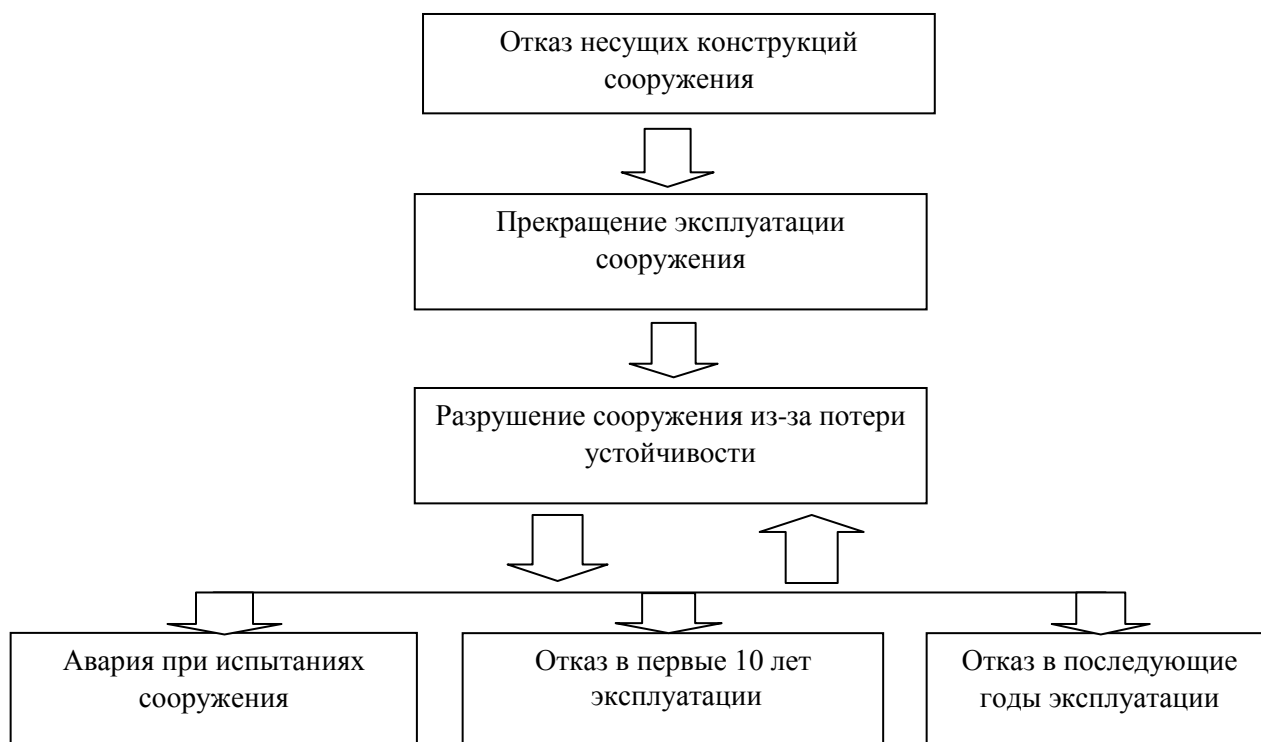 Отказ несущих конструкций
сооружения
Прекращение эксплуатации
сооружения
Разрушение сооружения из-за потери
устойчивости
Авария при испытаниях
сооружения
Отказ в первые 10 лет
эксплуатации
Отказ в последующие
годы эксплуатации